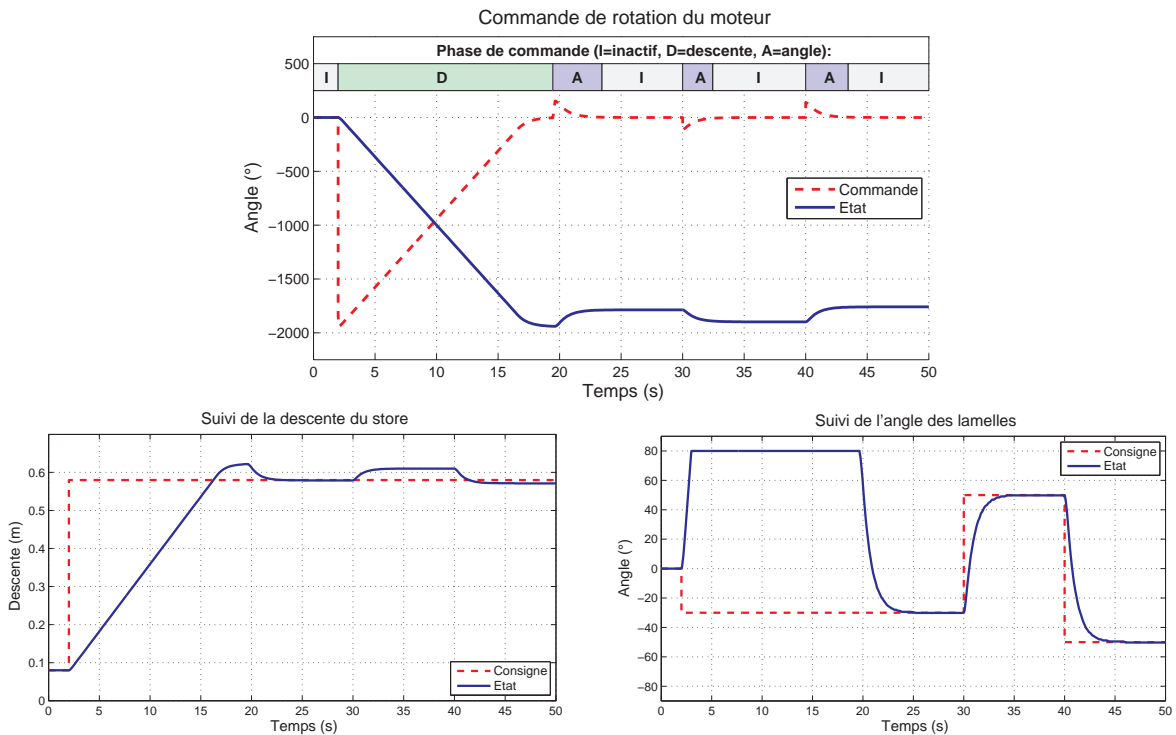 Commande de rotation du moteur
Phase de commande (I=inactif, D=descente, A=angle):
I D A I A I A I
500
0
−500
−1000
−1500
−2000
Angle (°)
Commande
Etat
0 5 10 15 20 25 30 35 40 45 50
Temps (s)
Suivi de la descente du store
0.6
0.5
0.4
0.3
0.2
0.1
0
Descente (m)
Consigne
Etat
0 5 10 15 20 25 30 35 40 45 50
Temps (s)
Suivi de l'angle des lamelles
80
60
40
20
0
−20
−40
−60
−80
Angle (°)
Consigne
Etat
0 5 10 15 20 25 30 35 40 45 50
Temps (s)